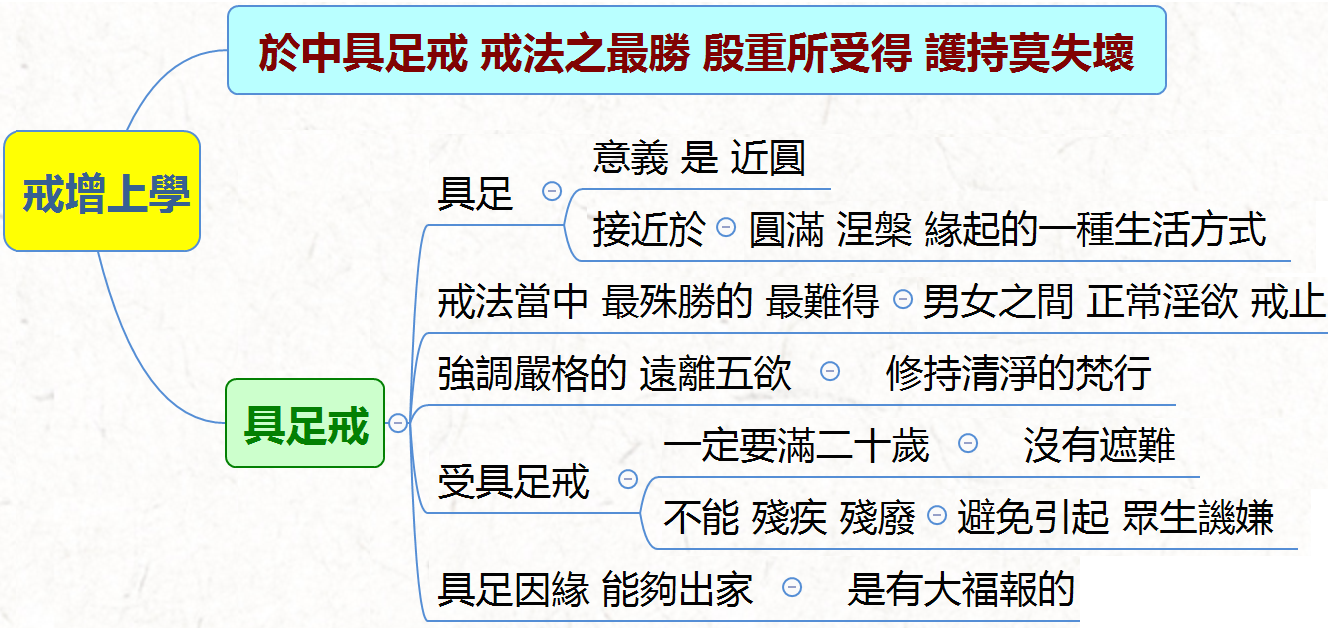 於中具足戒 戒法之最勝 殷重所受得 護持莫失壞
戒增上學
具足戒
具足
意義 是 近圓
接近於 圓滿 涅槃 緣起的一種生活方式
戒法當中 最殊勝的 最難得 男女之間 正常淫欲 戒止
強調嚴格的 遠離五欲 修持清淨的梵行
受具足戒
一定要滿二十歲 沒有遮難
不能 殘疾 殘廢 避免引起 眾生譏嫌
具足因緣 能夠出家 是有大福報的